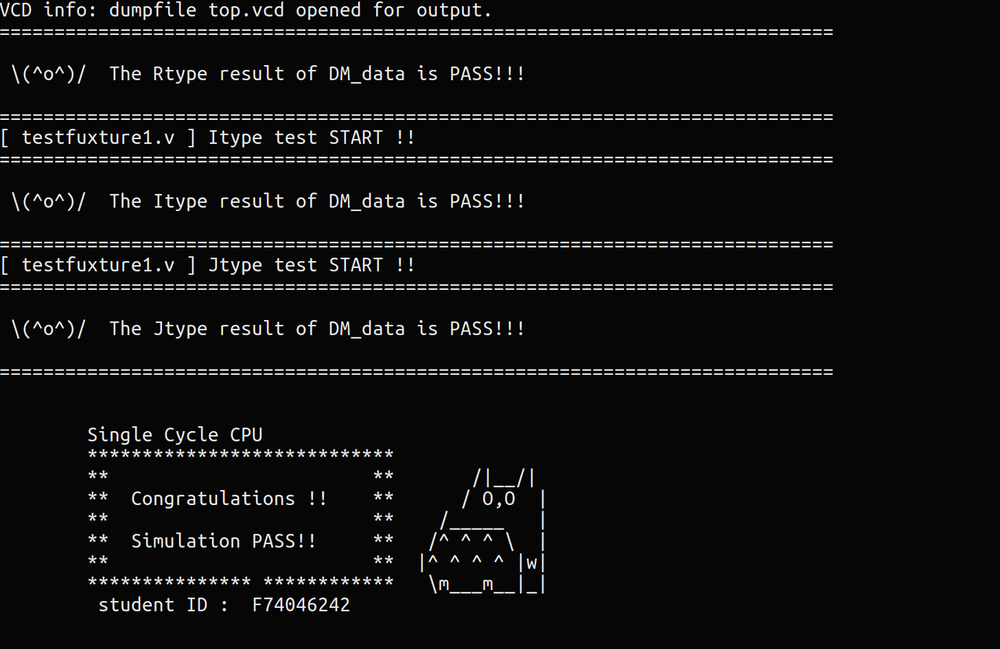 VCD info: dumpfile top.vcd opened for output.
============================================================================

 \(^o^)/  The Rtype result of DM_data is PASS!!!

============================================================================
[ testfuxture1.v ] Itype test START !!
============================================================================

 \(^o^)/  The Itype result of DM_data is PASS!!!

============================================================================
[ testfuxture1.v ] Jtype test START !!
============================================================================

 \(^o^)/  The Jtype result of DM_data is PASS!!!

============================================================================


        Single Cycle CPU
        ****************************
        **                        **       /|__/|
        **  Congratulations !!    **      / O,O  |
        **                        **    /_____   |
        **  Simulation PASS!!     **   /^ ^ ^ \  |
        **                        **  |^ ^ ^ ^ |w|
        *************** ************   \m___m__|_|
         student ID :  F74046242